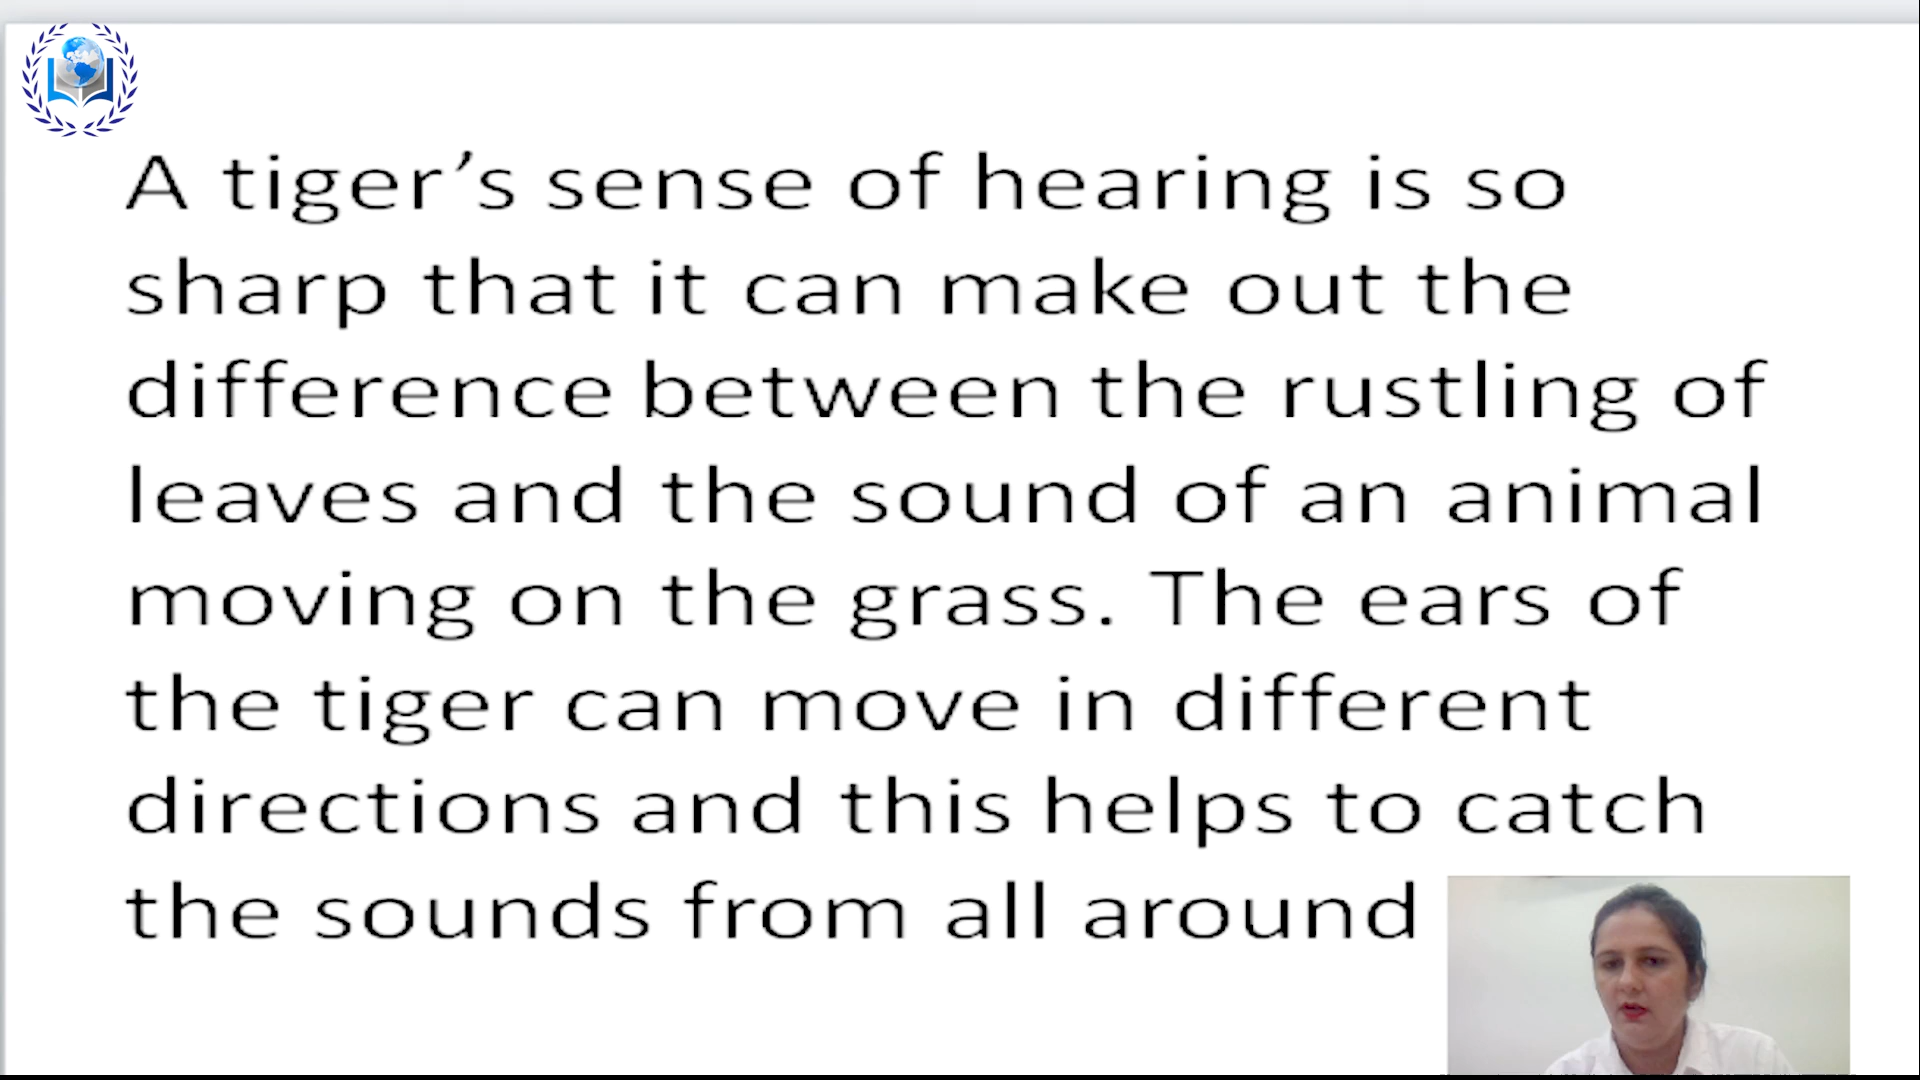 A tiger’s sense of hearing is so
sharp that it can make out the
difference between the rustling of
leaves and the sound of an animal
moving on the grass. The ears of
the tiger can move in different
directions and this helps to catch
the sounds from all around